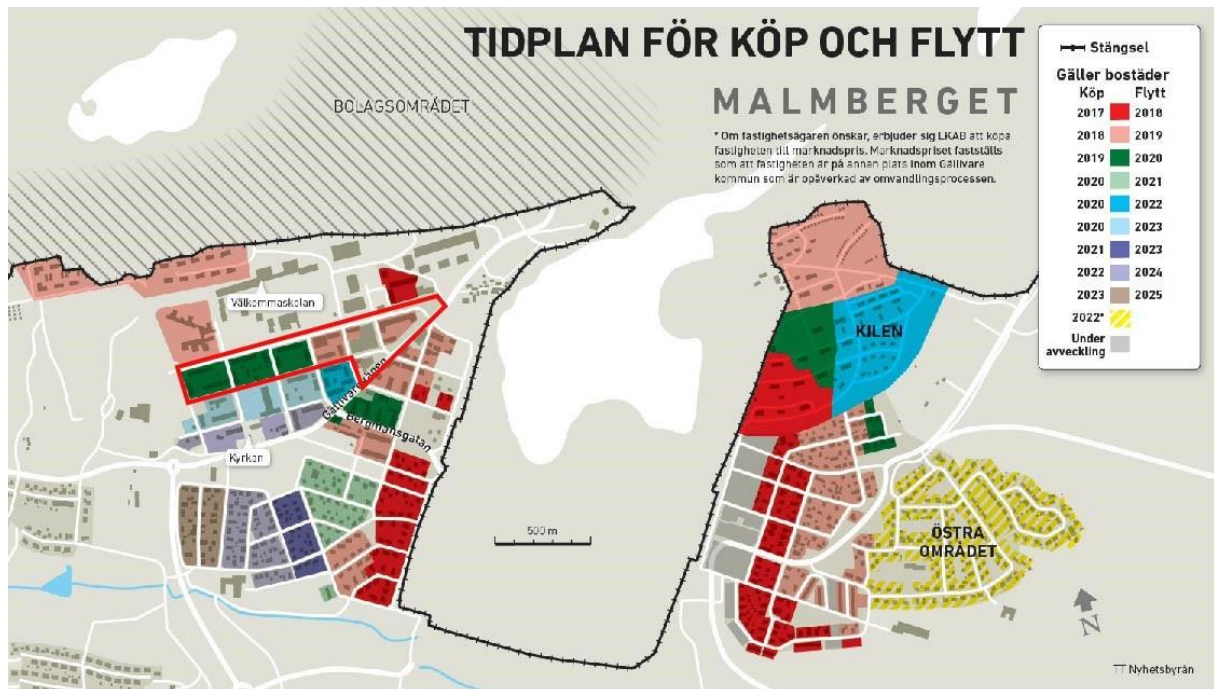 TIDPLAN FÖR KÖP OCH FLYTT
MALMBERGET
* Om fastighetsägaren önskar, erbjuder sig LKAB att köpa
fastigheten till marknadspris. Marknadspriset fastställs
som att fastigheten är på annan plats inom Gällivare
kommun som är opåverkad av omvandlingsprocessen.
Stängsel
Gäller bostäder
Köp Flytt
2017 2018
2018 2019
2019 2020
2020 2021
2020 2022
2020 2023
2021 2023
2022 2024
2023 2025
2022*
Under
avveckling
BOLAGSOMRÅDET
Välkommaskolan
KILEN
Gällivarevägen
Bergmansgatan
Kyrkan
500 m
ÖSTRA
OMRÅDET
N
TT Nyhetsbyrån